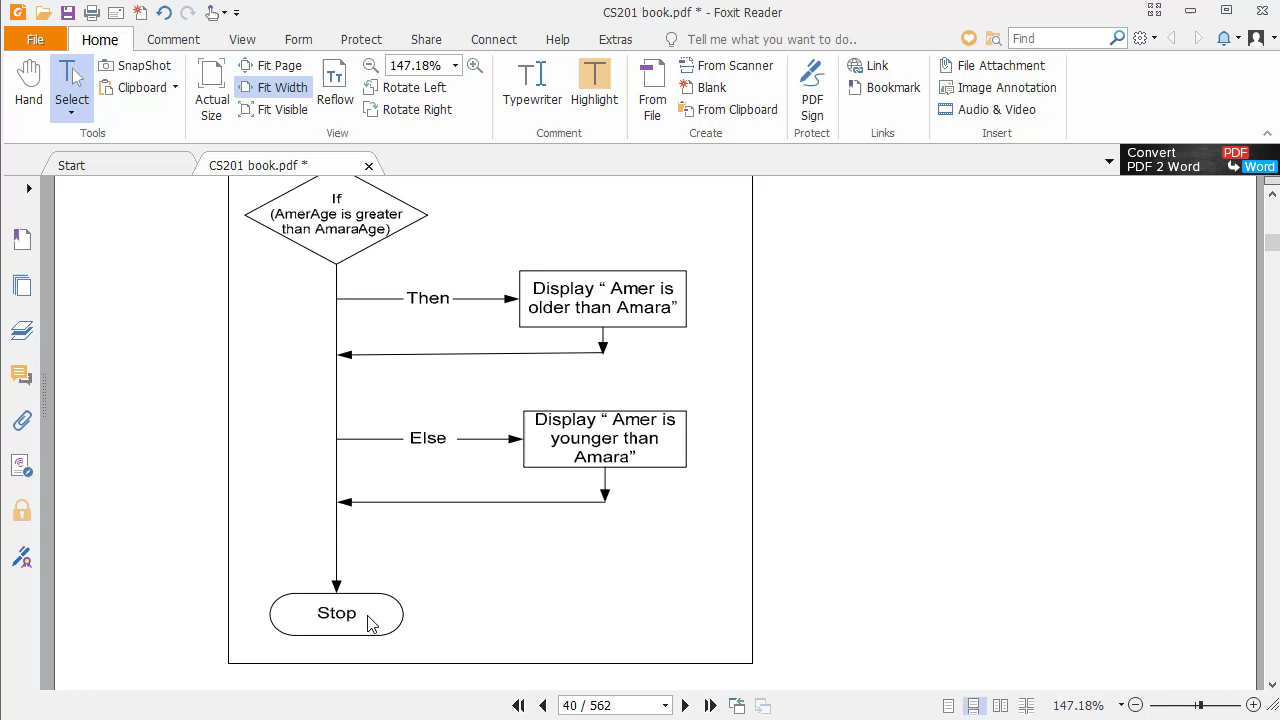 CS201 book.pdf * - Foxit Reader
File Home Comment View Form Protect Share Connect Help Extras Tell me what you want to do.. Find
Hand
Select
SnapShot
Clipboard
Tools
Actual
Size
Fit Page
Fit Width
Fit Visible
Reflow
147.18%
Rotate Left
Rotate Right
View
Typewriter
Highlight
Comment
From
File
From Scanner
Blank
From Clipboard
Create
PDF
Sign
Protect
Link
Bookmark
Links
File Attachment
Image Annotation
Audio & Video
Insert
Start
CS201 book.pdf *
Convert PDF
PDF 2 Word Word
If
(AmerAge is greater
than AmaraAge)
Then
Display “ Amer is
older than Amara”
Else
Display “ Amer is
younger than
Amara”
Stop
40 / 562
147.18%